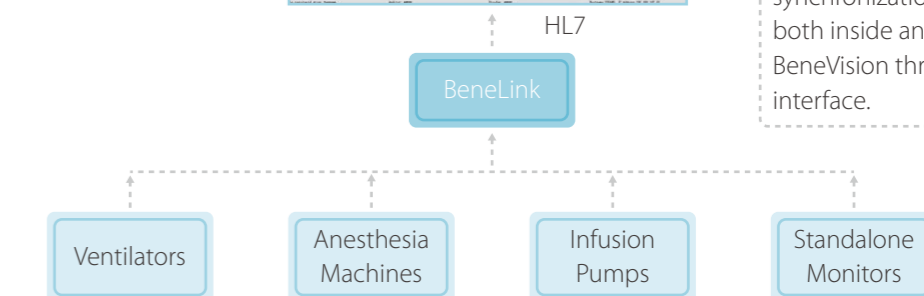 synchronizatio
both inside an
BeneVision thr
interface.
HL7
BeneLink
Ventilators
Anesthesia
Machines
Infusion
Pumps
Standalone
Monitors